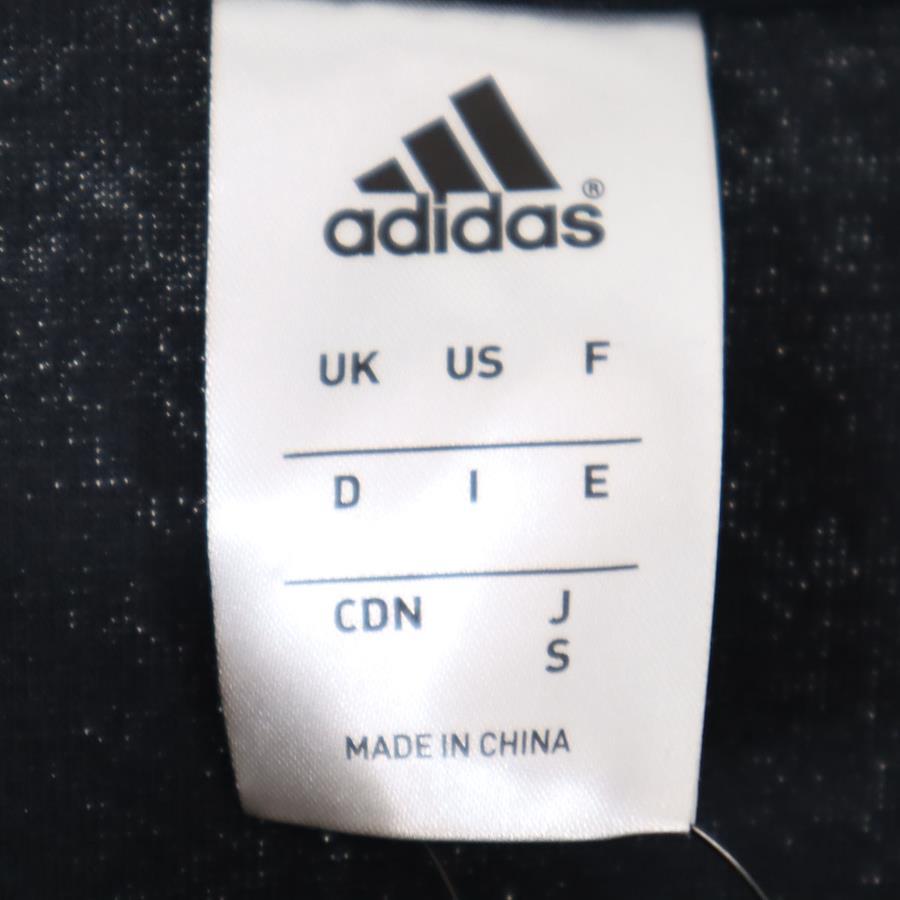 adidas®
UK US F
D I E
CDN J
S
MADE IN CHINA